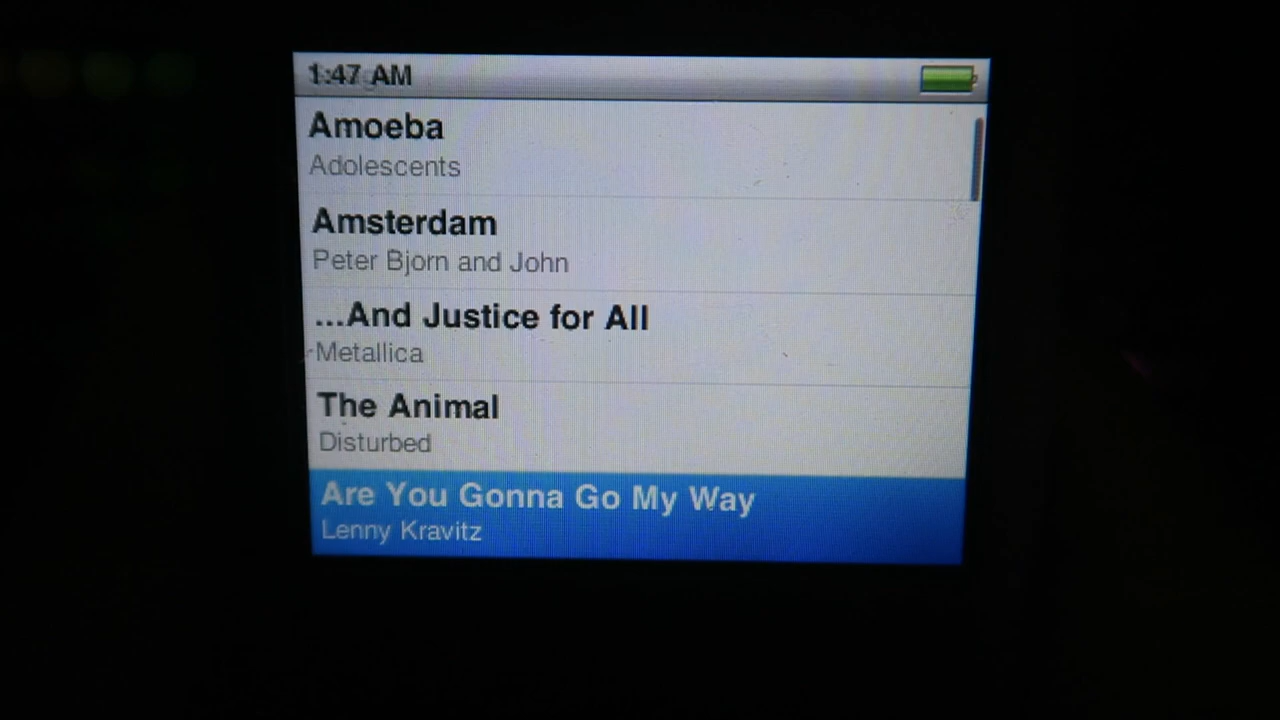 1:47 AM
Amoeba
Adolescents
Amsterdam
Peter Bjorn and John
...And Justice for All
Metallica
The Animal
Disturbed
Are You Gonna Go My Way
Lenny Kravitz